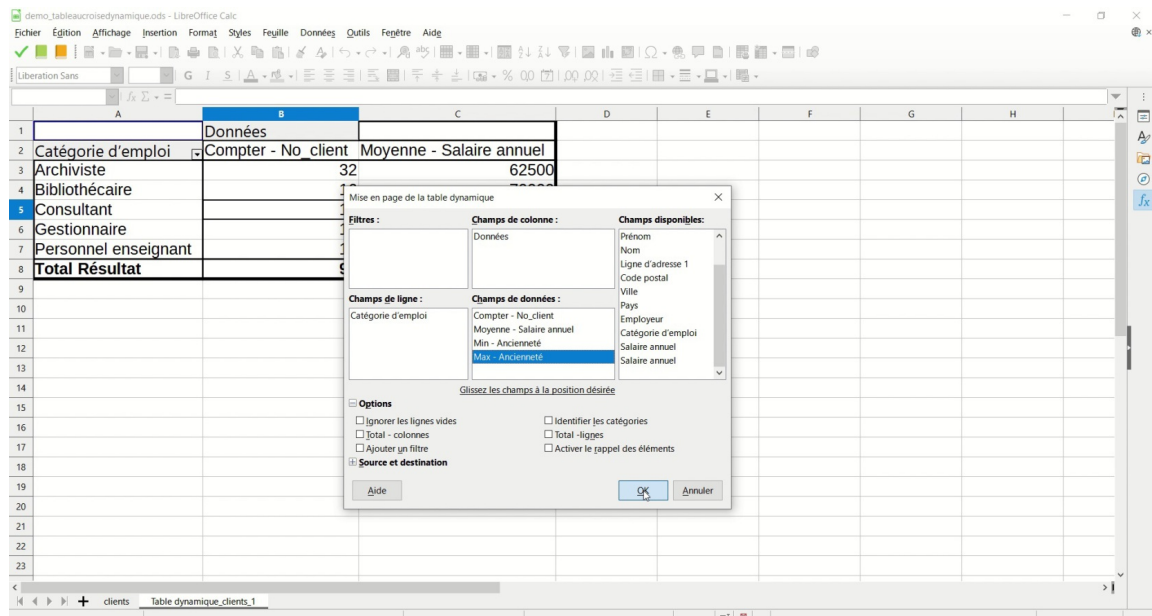 demo_tableaucroisedynamique.ods - LibreOffice Calc
Fichier Édition Affichage Insertion Format Styles Feuille Données Outils Fenêtre Aide
Liberation Sans
G I S A
A B C D E F G H
1 Données
2 Catégorie d'emploi Compter - No_client Moyenne - Salaire annuel
3 Archiviste 32 62500
4 Bibliothécaire
5 Consultant
6 Gestionnaire
7 Personnel enseignant
8 Total Résultat
9
10
11
12
13
14
15
16
17
18
19
20
21
22
23
Mise en page de la table dynamique
Filtres :
Champs de colonne :
Données
Champs disponibles:
Prénom
Nom
Ligne d'adresse 1
Code postal
Ville
Pays
Employeur
Catégorie d'emploi
Salaire annuel
Salaire annuel
Champs de ligne :
Catégorie d'emploi
Champs de données :
Compter - No_client
Moyenne - Salaire annuel
Min - Ancienneté
Max - Ancienneté
Glissez les champs à la position désirée
Options
Ignorer les lignes vides Identifier les catégories
Total - colonnes Total -lignes
Ajouter un filtre Activer le rappel des éléments
Source et destination
Aide OK Annuler
clients Table dynamique_clients_1